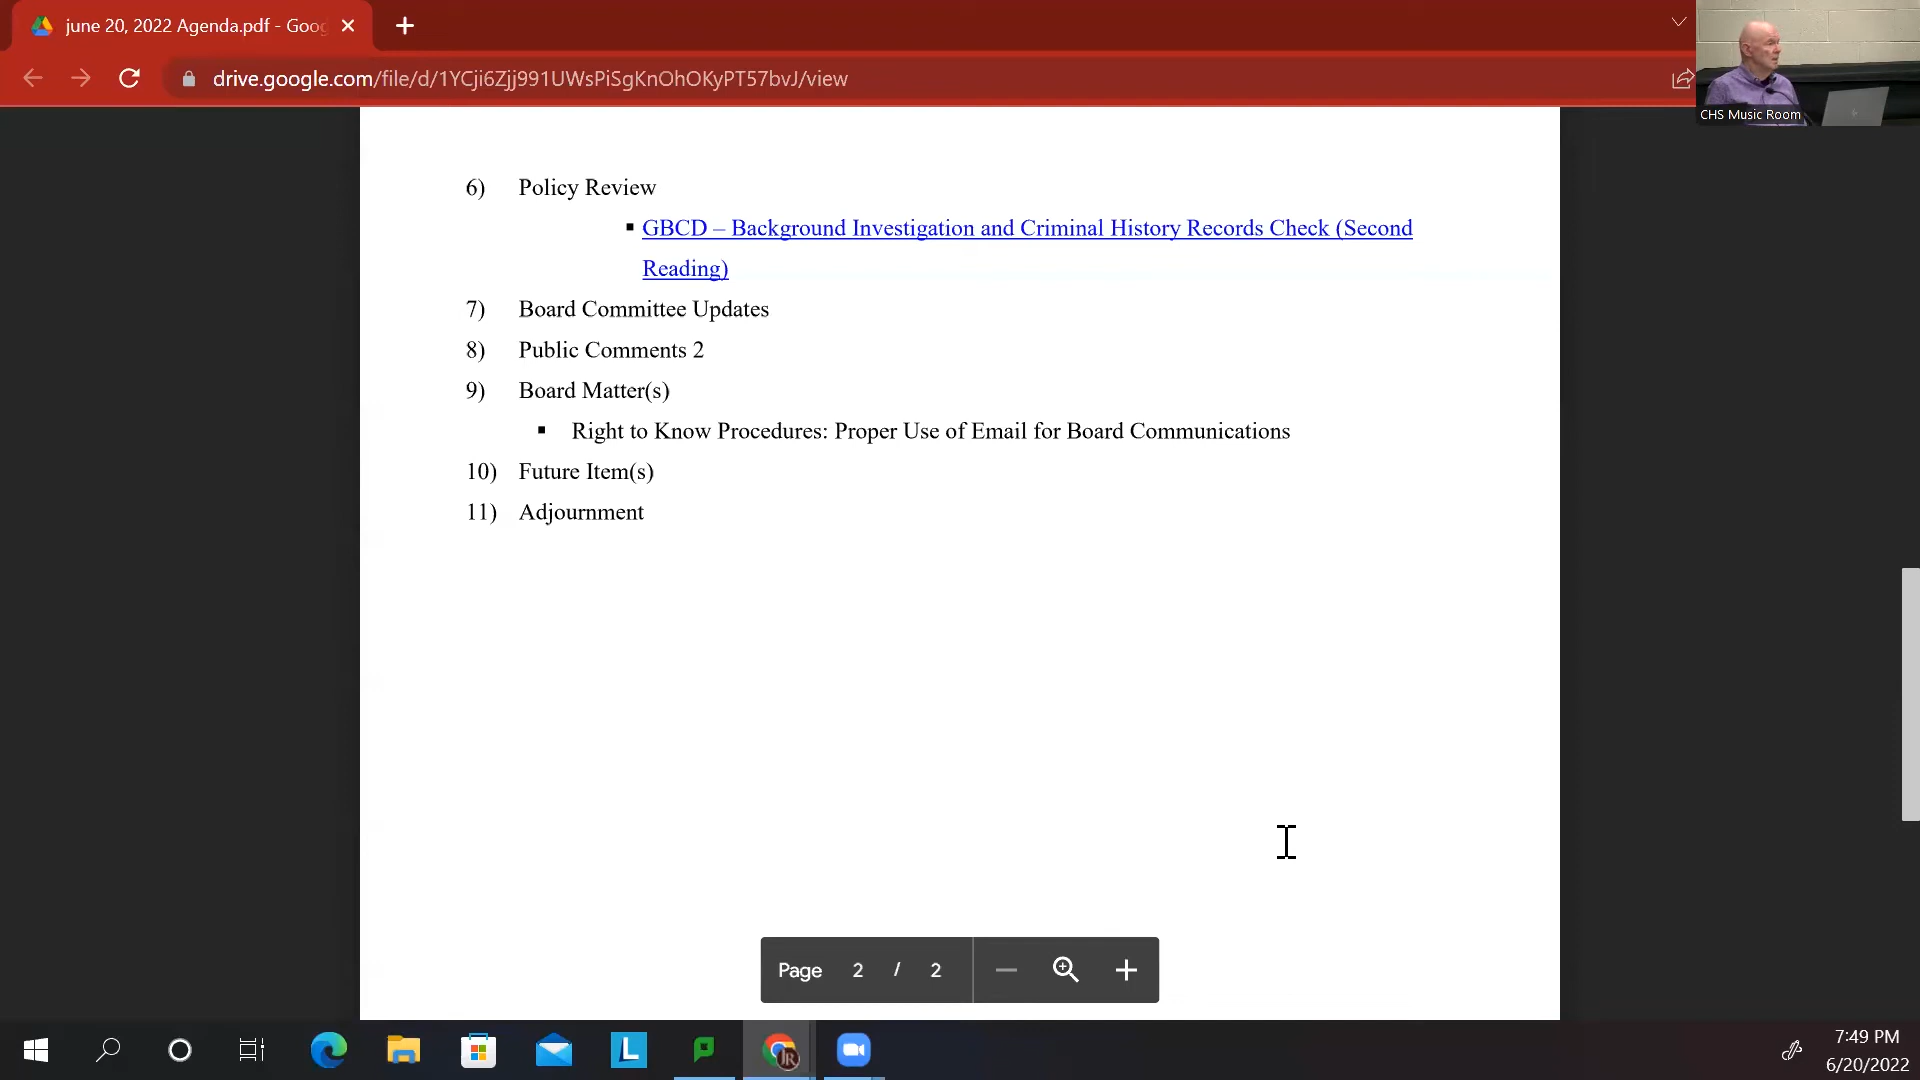 june 20, 2022 Agenda.pdf - Goog
drive.google.com/file/d/1YCji6Zjj991UWsPiSgKnOhOKyPT57bvJ/view
CHS Music Room
6) Policy Review
▪ GBCD – Background Investigation and Criminal History Records Check (Second
Reading)
7) Board Committee Updates
8) Public Comments 2
9) Board Matter(s)
▪ Right to Know Procedures: Proper Use of Email for Board Communications
10) Future Item(s)
11) Adjournment
Page 2 / 2
L
JR
7:49 PM
6/20/2022